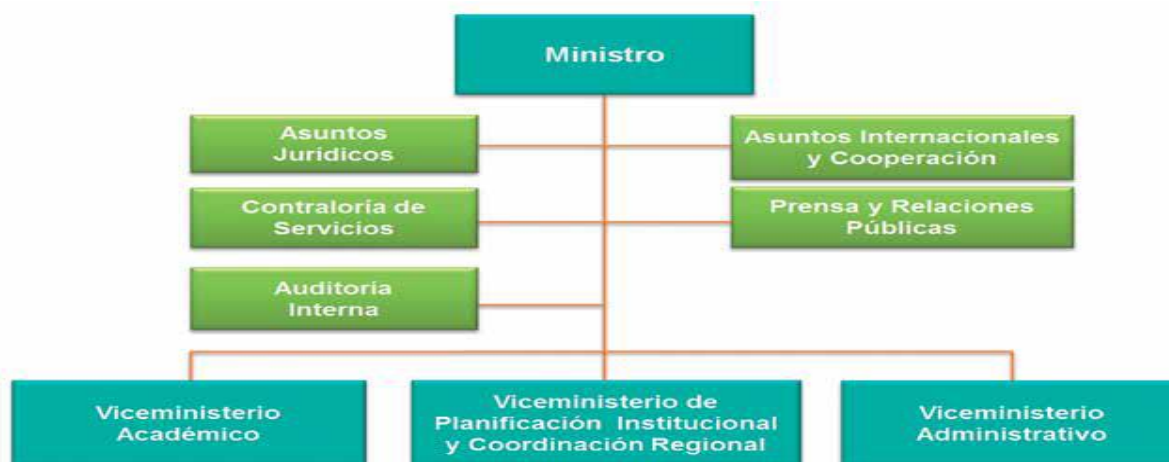 Ministro
Asuntos
Jurídicos
Asuntos Internacionales
y Cooperación
Contraloría de
Servicios
Prensa y Relaciones
Públicas
Auditoria
Interna
Viceministerio
Académico
Viceministerio de
Planificación Institucional
y Coordinación Regional
Viceministerio
Administrativo